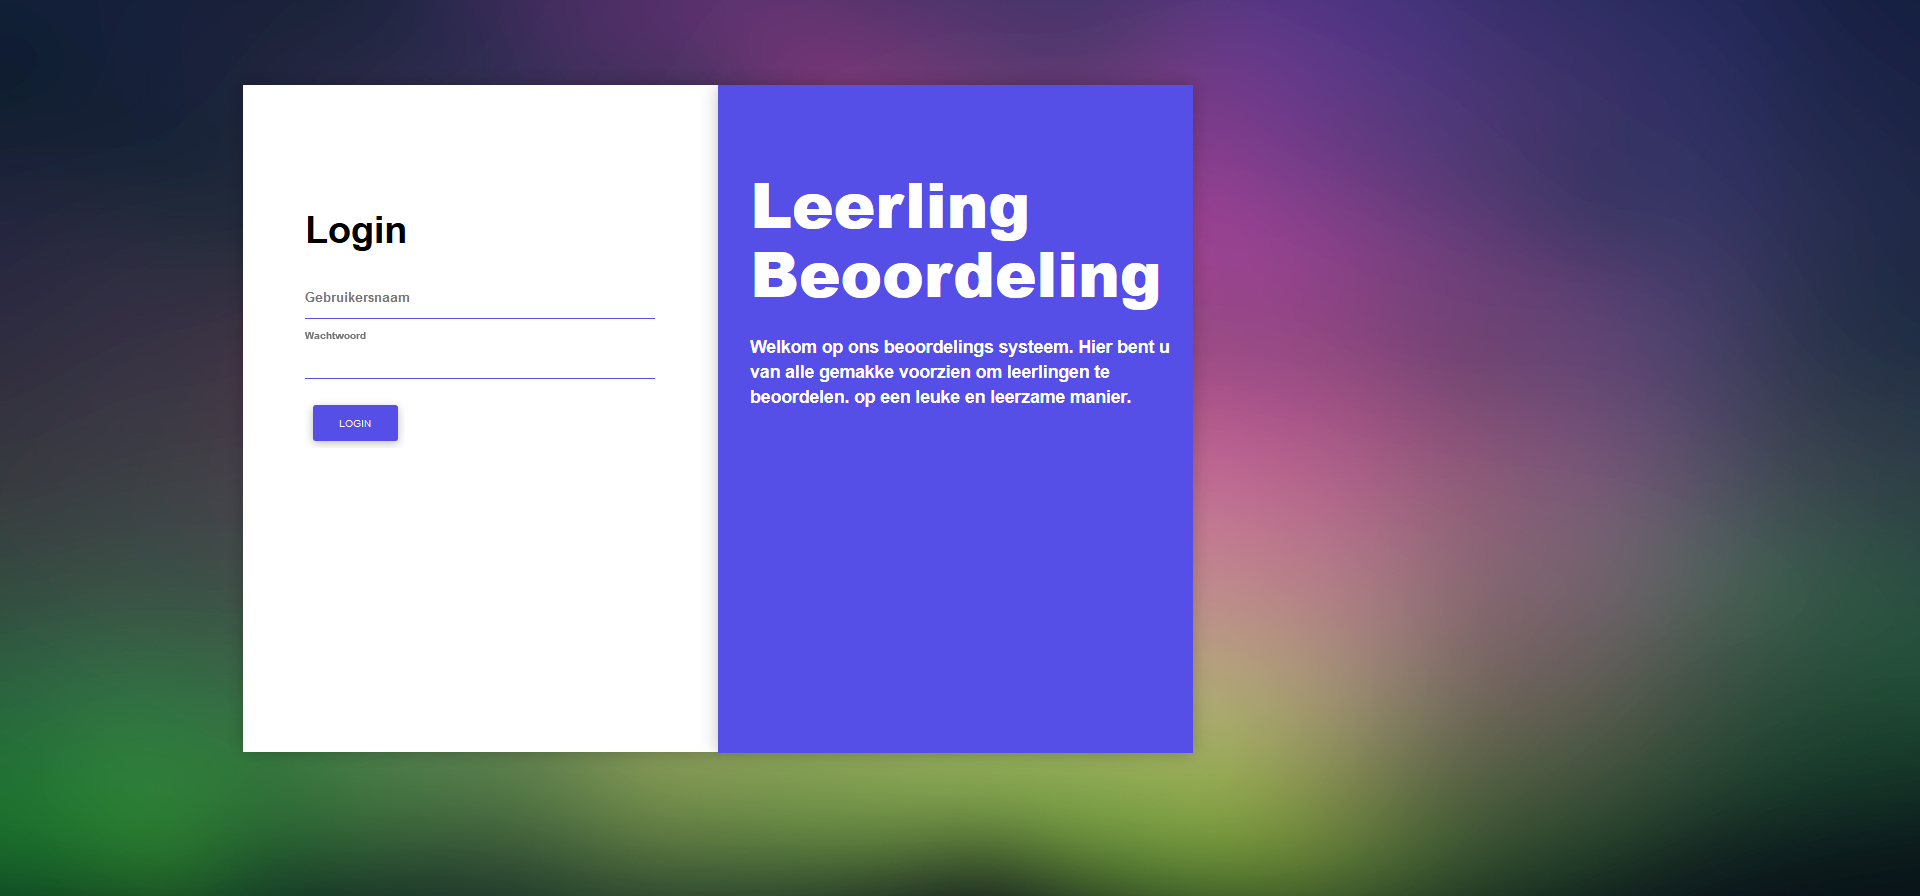 Login
Gebruikersnaam
Wachtwoord
LOGIN
Leerling
Beoordeling
Welkom op ons beoordelings systeem. Hier bent u
van alle gemakke voorzien om leerlingen te
beoordelen. op een leuke en leerzame manier.